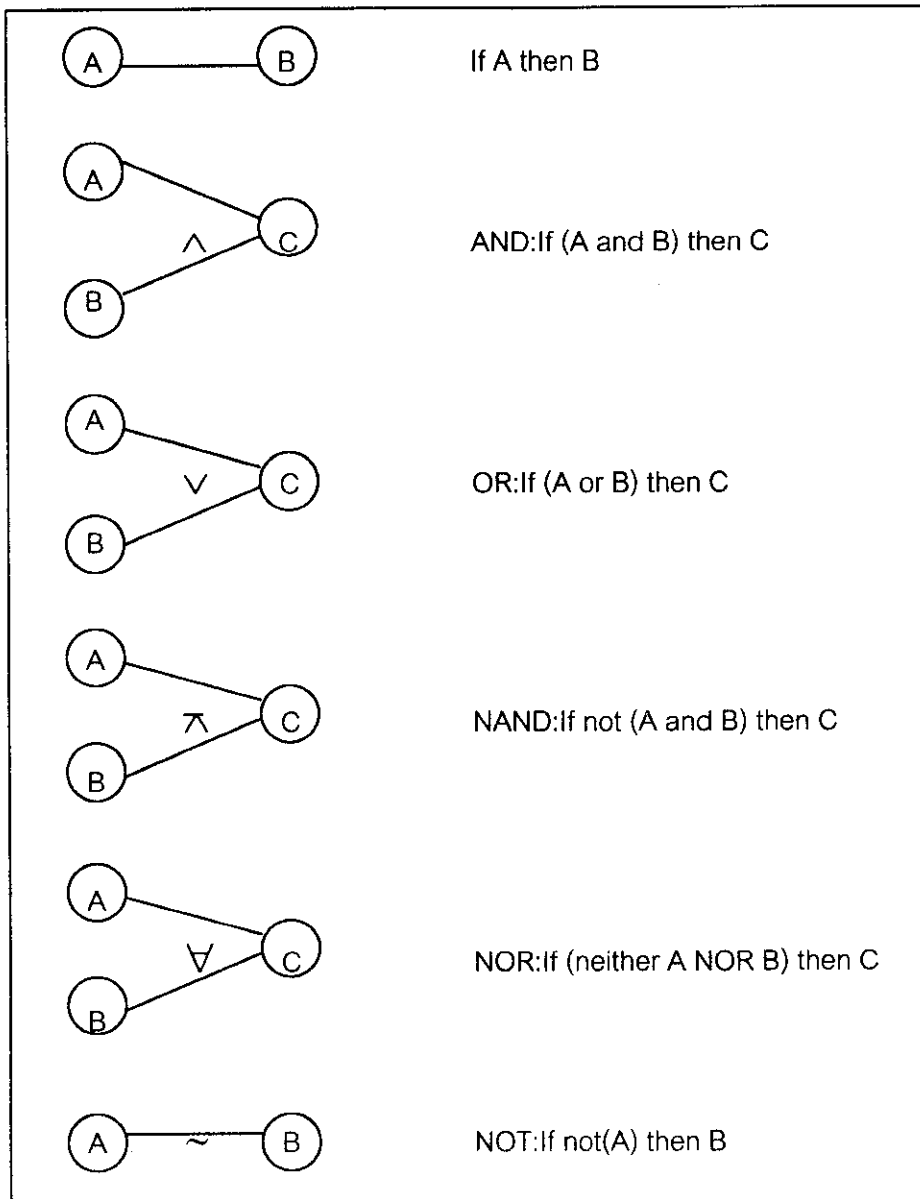 A B If A then B
A
∧ C AND:If (A and B) then C
B
A
∨ C OR:If (A or B) then C
B
A
⊼ C NAND:If not (A and B) then C
B
A
∀ C NOR:If (neither A NOR B) then C
B
A ~ B NOT:If not(A) then B